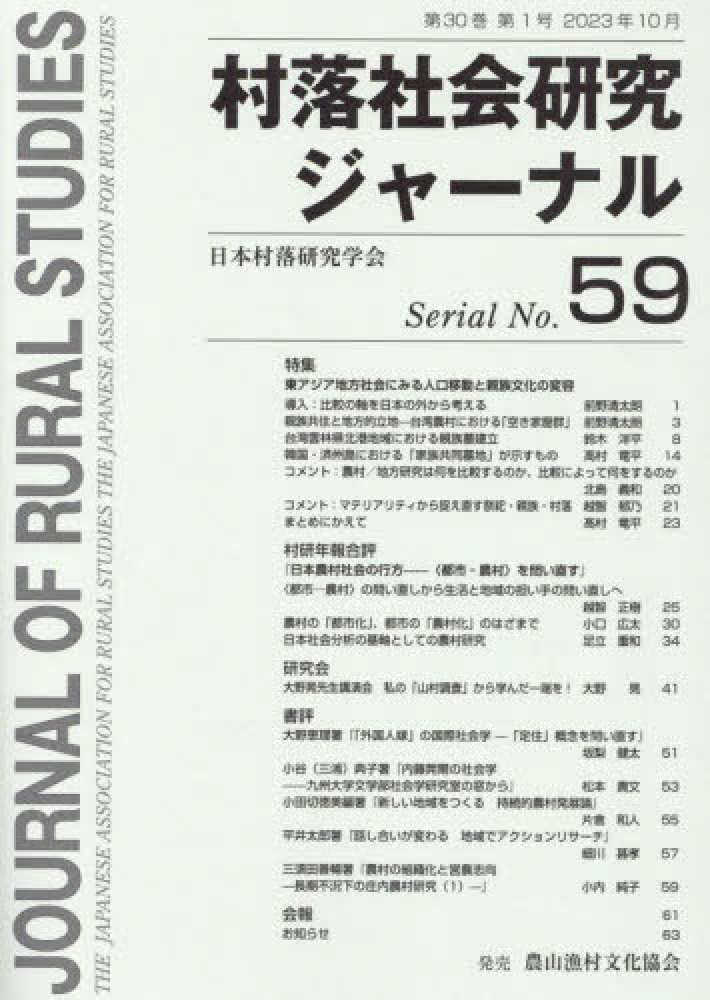 JOURNAL OF RURAL STUDIES
THE JAPANESE ASSOCIATION FOR RURAL STUDIES THE JAPANESE ASSOCIATION FOR RURAL STUDIES
第30巻 第1号 2023年10月
村落社会研究
ジャーナル
日本村落研究学会
Serial No. 59
特集
東アジア地方社会にみる人口移動と親族文化の変容
導入:比較の軸を日本の外から考える 前野清太朗 1
親族共住と地方的立地―台湾農村における「空き家屋群」 前野清太朗 3
台湾雲林県北港地域における親族墓建立 鈴木 洋平 8
韓国・済州島における「家族共同墓地」が示すもの 髙村 竜平 14
コメント:農村/地方研究は何を比較するのか、比較によって何をするのか
北島 義和 20
コメント:マテリアリティから捉え直す祭祀・親族・村落 越智 郁乃 21
まとめにかえて 髙村 竜平 23
村研年報合評
『日本農村社会の行方――〈都市-農村〉を問い直す』
〈都市―農村〉の問い直しから生活と地域の担い手の問い直しへ
越智 正樹 25
農村の「都市化」、都市の「農村化」のはざまで 小口 広太 30
日本社会分析の基軸としての農村研究 足立 重和 34
研究会
大野晃先生講演会 私の「山村調査」から学んだ一端を! 大野 晃 41
書評
大野恵理著『「外国人嫁」の国際社会学 ―「定住」概念を問い直す』
坂梨 健太 51
小谷(三浦)典子著『内藤莞爾の社会学
――九州大学文学部社会学研究室の窓から』 松本 貴文 53
小田切徳美編著『新しい地域をつくる 持続的農村発展論』
片倉 和人 55
平井太郎著『話し合いが変わる 地域でアクションリサーチ』
細川 甚孝 57
三須田善暢著『農村の組織化と営農志向
―長期不況下の庄内農村研究(1)―』 小内 純子 59
会報 61
お知らせ 63
発売 農山漁村文化協会